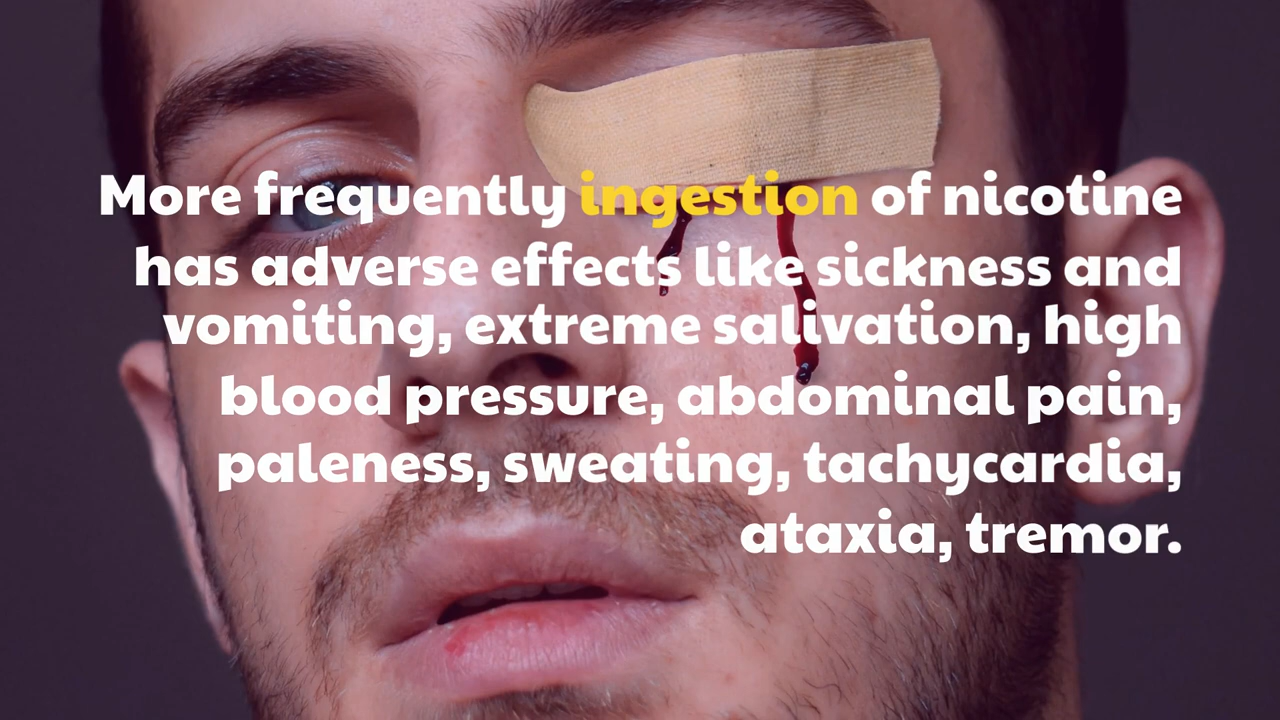 More frequently ingestion of nicotine
has adverse effects like sickness and
vomiting, extreme salivation, high
blood pressure, abdominal pain,
paleness, sweating, tachycardia,
ataxia, tremor.